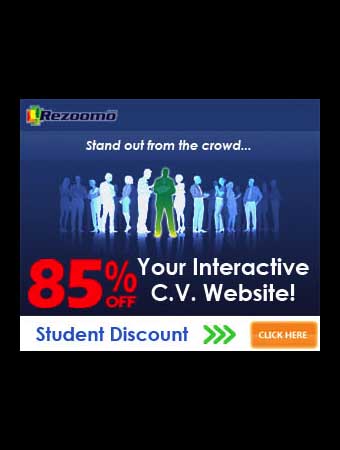 Rezoomo
Stand out from the crowd...
85% OFF
Your Interactive
C.V. Website!
Student Discount
CLICK HERE